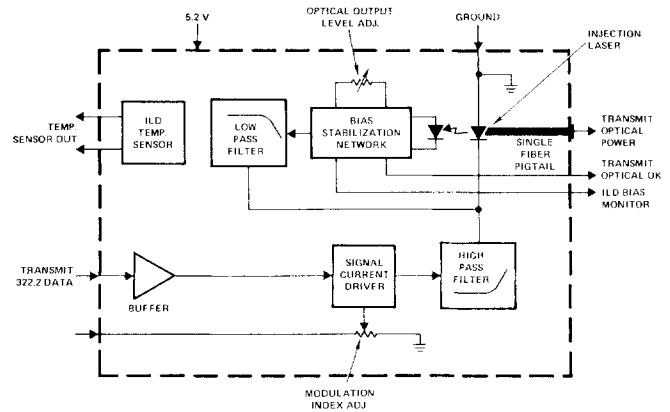 5.2 V
OPTICAL OUTPUT
LEVEL ADJ.
GROUND
INJECTION
LASER
TEMP.
SENSOR OUT
ILD
TEMP.
SENSOR
LOW
PASS
FILTER
BIAS
STABILIZATION
NETWORK
SINGLE
FIBER
PIGTAIL
TRANSMIT
OPTICAL
POWER
TRANSMIT
OPTICAL OK
ILD BIAS
MONITOR
TRANSMIT
322.2 DATA
BUFFER
SIGNAL
CURRENT
DRIVER
HIGH
PASS
FILTER
MODULATION
INDEX ADJ